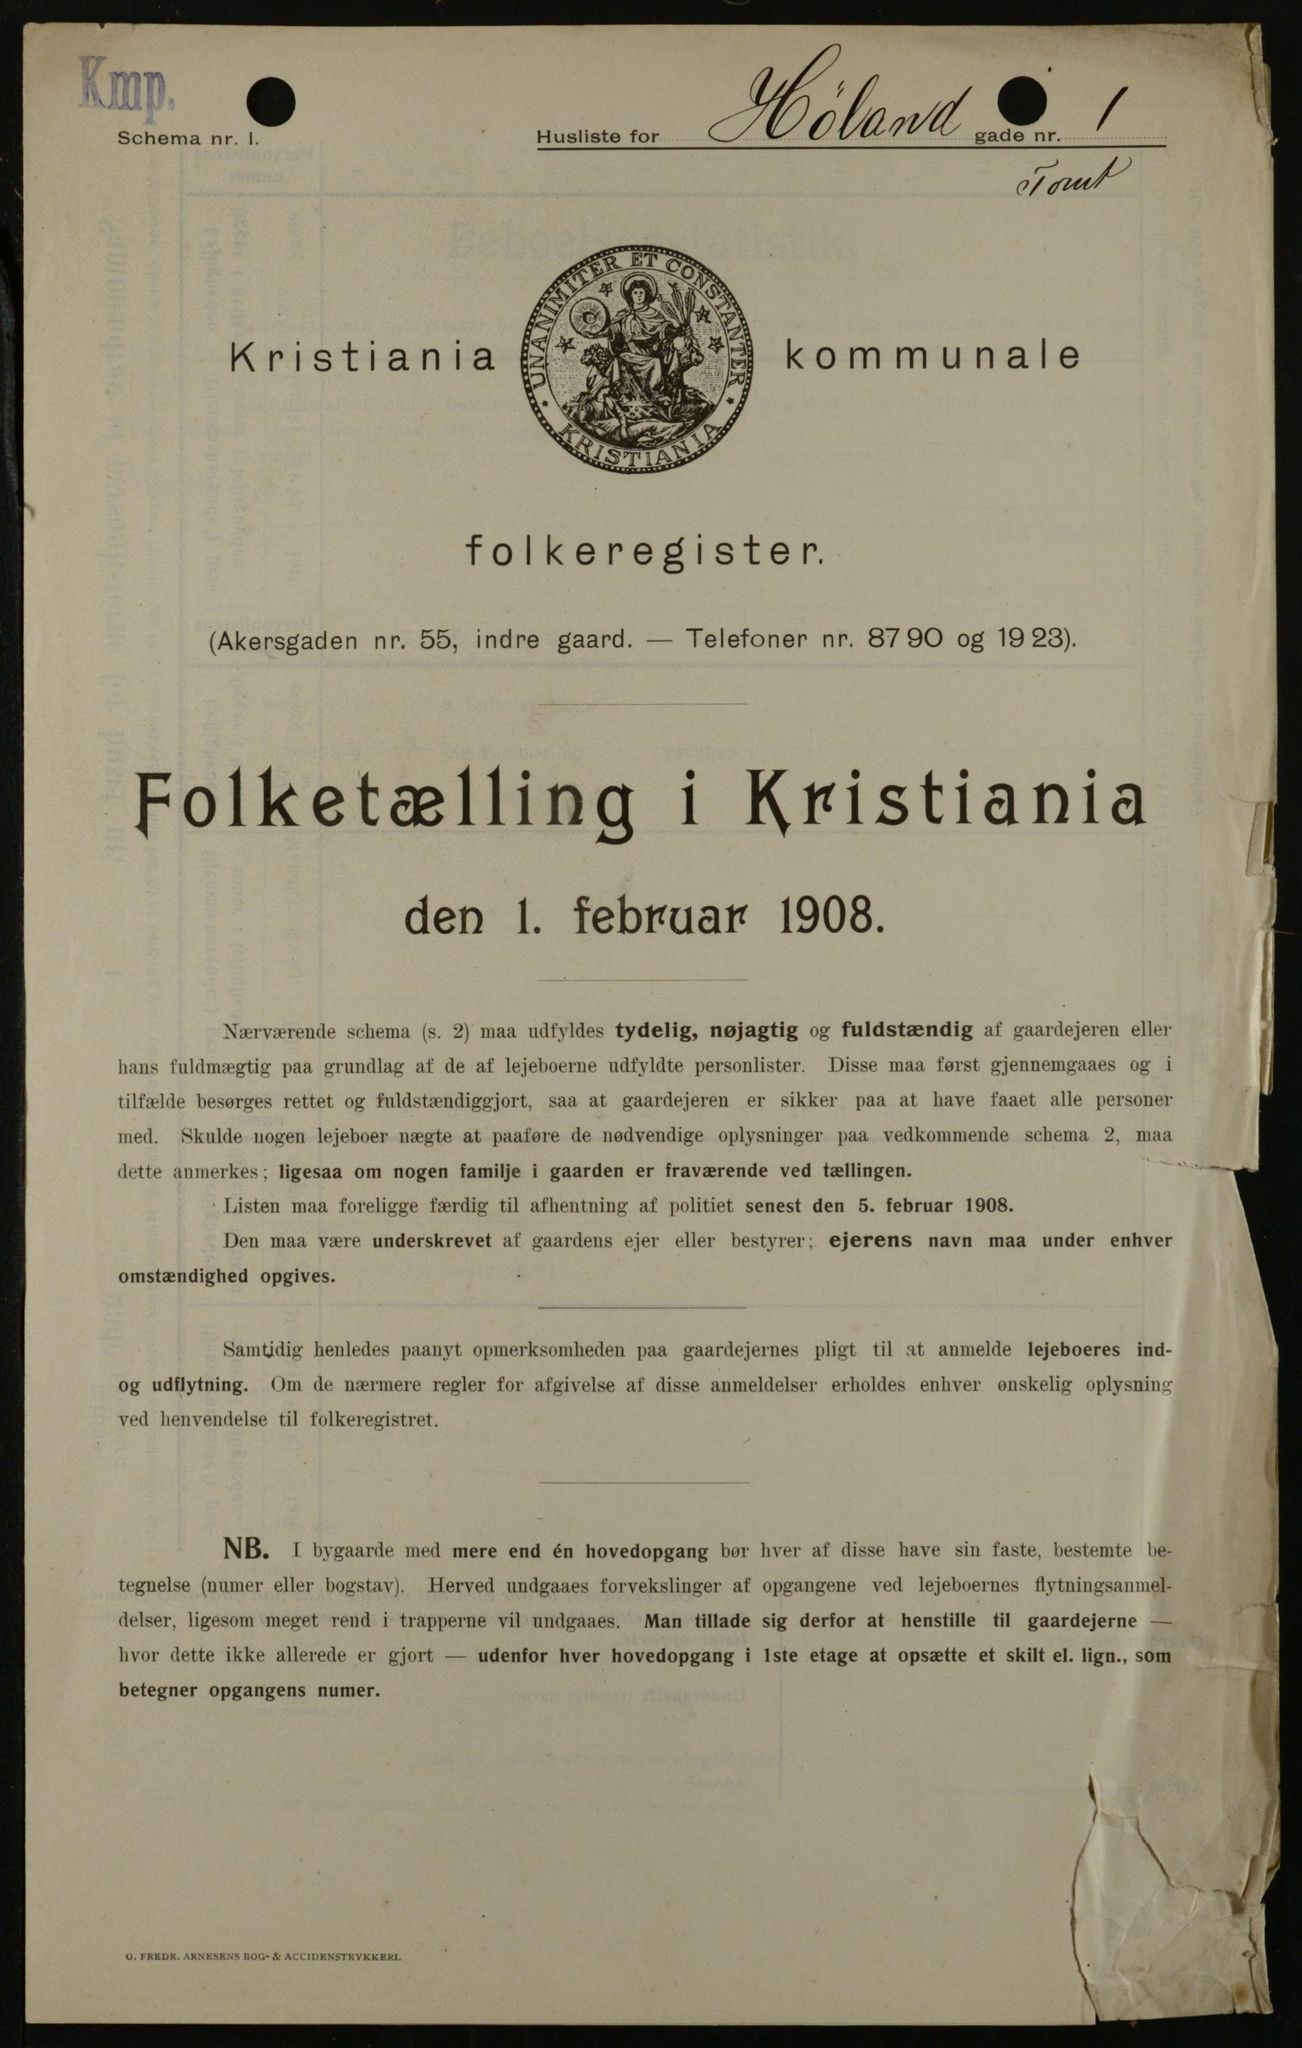 Kmp.
Schema nr. 1.
Husliste for Höland gade nr. 1
Tomt
UNANIMITER ET CONSTANTER
KRISTIANIA
Kristiania kommunale
folkeregister.
(Akersgaden nr. 55, indre gaard. — Telefoner nr. 87 90 og 19 23).
Folketælling i Kristiania
den 1. februar 1908.
Nærværende schema (s. 2) maa udfyldes tydelig, nøjagtig og fuldstændig af gaardejeren eller
hans fuldmægtig paa grundlag af de af lejeboerne udfyldte personlister. Disse maa først gjennemgaaes og i
tilfælde besørges rettet og fuldstændiggjort, saa at gaardejeren er sikker paa at have faaet alle personer
med. Skulde nogen lejeboer nægte at paaføre de nødvendige oplysninger paa vedkommende schema 2, maa
dette anmerkes; ligesaa om nogen familje i gaarden er fraværende ved tællingen.
Listen maa foreligge færdig til afhentning af politiet senest den 5. februar 1908.
Den maa være underskrevet af gaardens ejer eller bestyrer; ejerens navn maa under enhver
omstændighed opgives.
Samtidig henledes paanyt opmerksomheden paa gaardejernes pligt til at anmelde lejeboeres ind-
og udflytning. Om de nærmere regler for afgivelse af disse anmeldelser erholdes enhver ønskelig oplysning
ved henvendelse til folkeregistret.
NB. I bygaarde med mere end én hovedopgang bør hver af disse have sin faste, bestemte be-
tegnelse (numer eller bogstav). Herved undgaaes forvekslinger af opgangene ved lejeboernes flytningsanmel-
delser, ligesom meget rend i trapperne vil undgaaes. Man tillade sig derfor at henstille til gaardejerne —
hvor dette ikke allerede er gjort — udenfor hver hovedopgang i 1ste etage at opsætte et skilt el. lign., som
betegner opgangens numer.
O. FREDR. ARNESENS BOG- & ACCIDENSTRYKKERI.